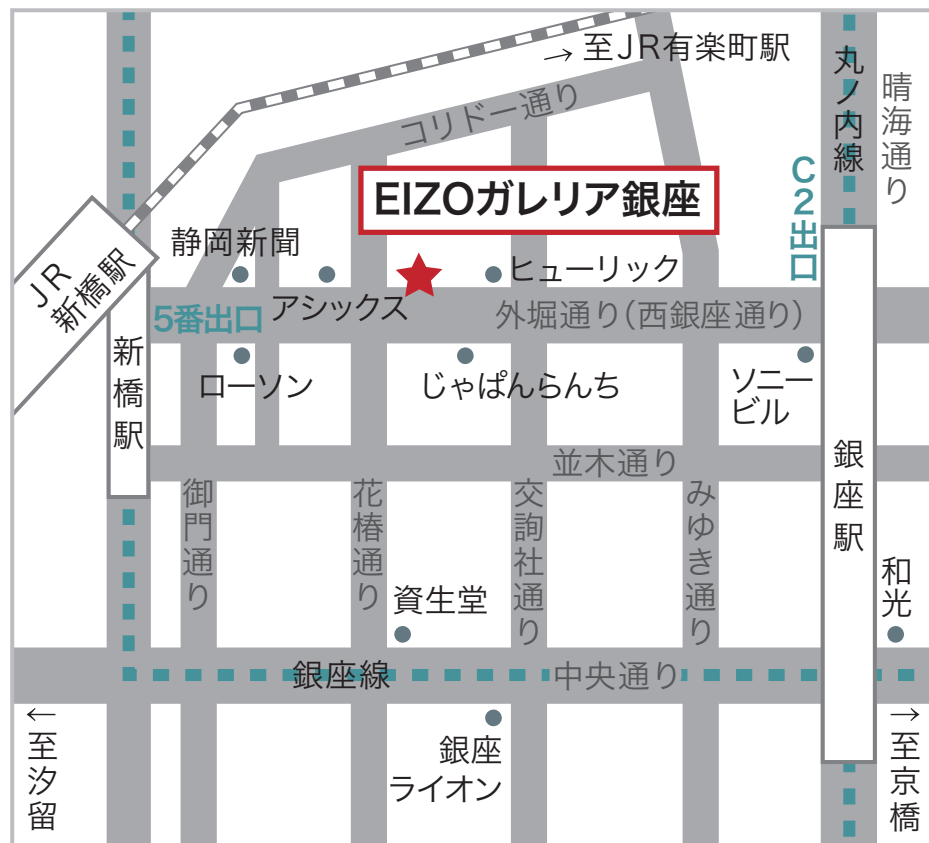 → 至JR有楽町駅
丸ノ内線
晴海通り
コリドー通り
C2出口
EIZOガレリア銀座
静岡新聞
ヒューリック
JR
新橋駅
5番出口
アシックス
外堀通り(西銀座通り)
新橋駅
ローソン
じゃぱんらんち
ソニー
ビル
並木通り
銀座駅
御門通り
花椿通り
交詢社通り
みゆき通り
和光
資生堂
銀座線
中央通り
←至汐留
銀座
ライオン
→至京橋